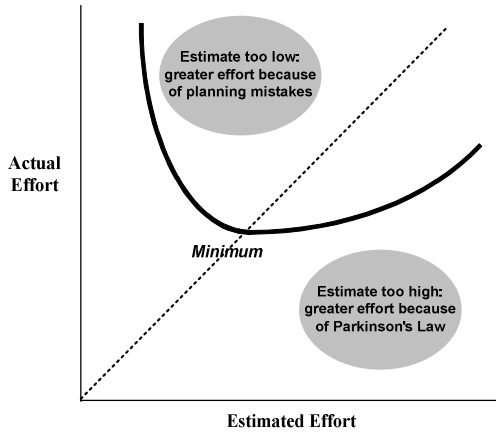 Estimate too low:
greater effort because
of planning mistakes
Actual
Effort
Minimum
Estimate too high:
greater effort because
of Parkinson's Law
Estimated Effort